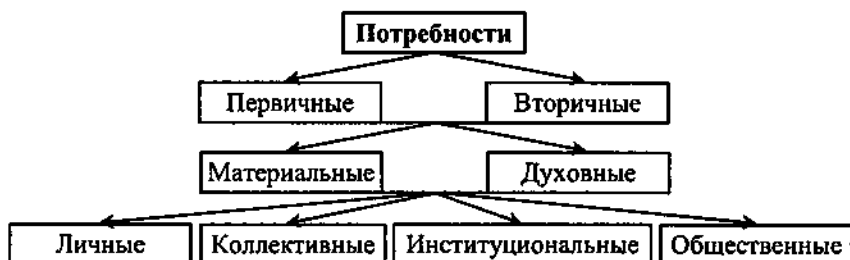 Потребности
Первичные Вторичные
Материальные Духовные
Личные Коллективные Институциональные Общественные